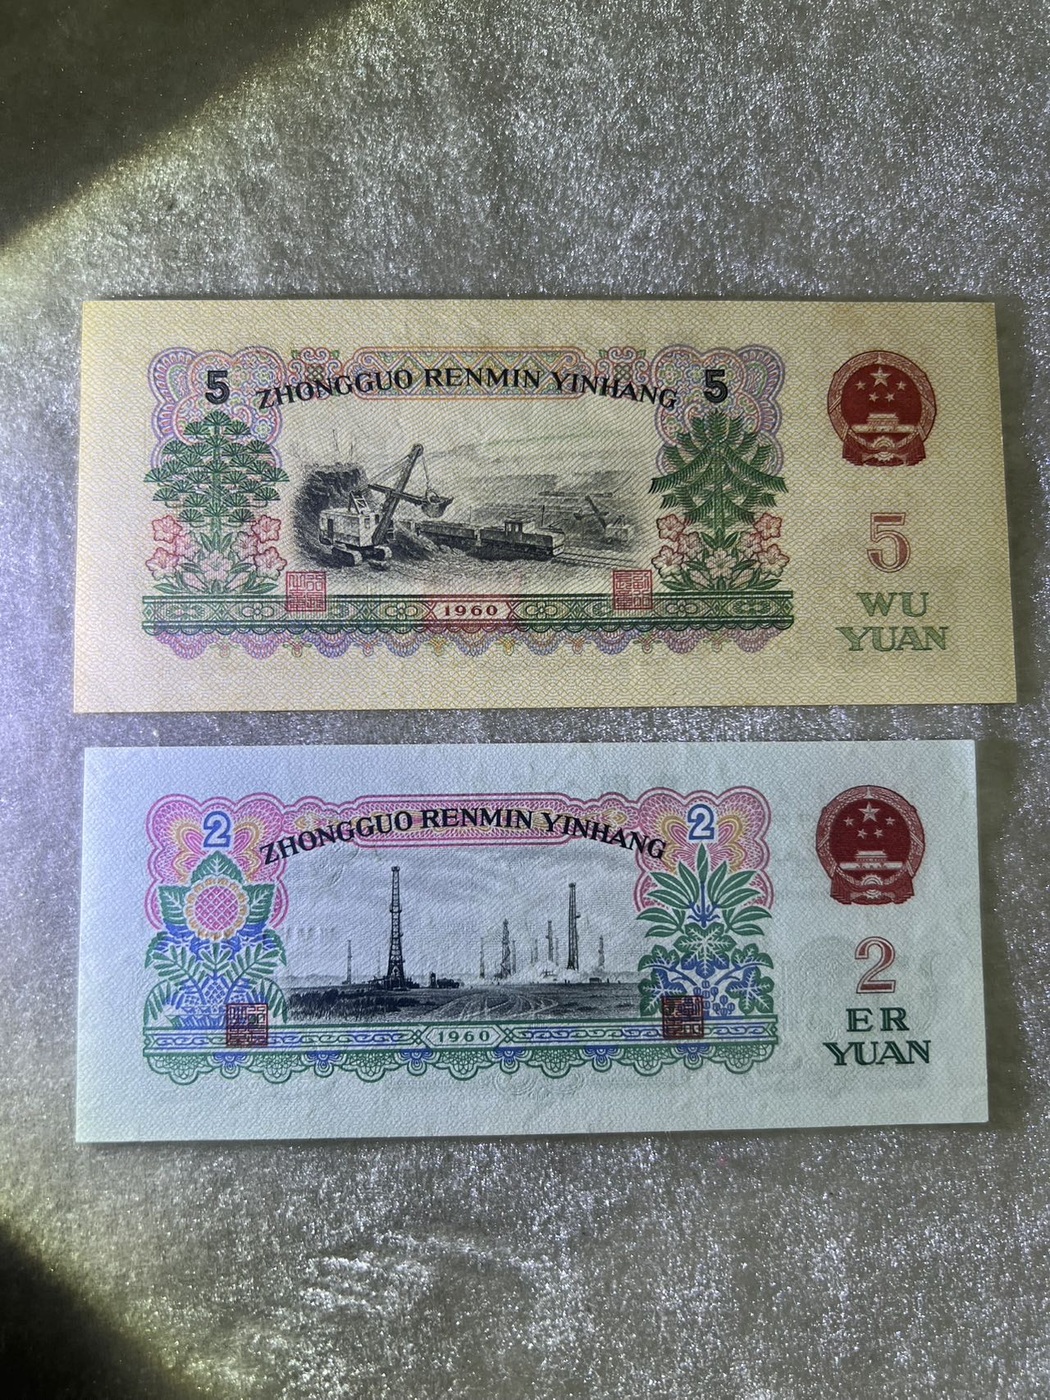 5 ZHONGGUO RENMIN YINHANG 5
5
WU
YUAN
1960
2 ZHONGGUO RENMIN YINHANG 2
2
ER
YUAN
1960